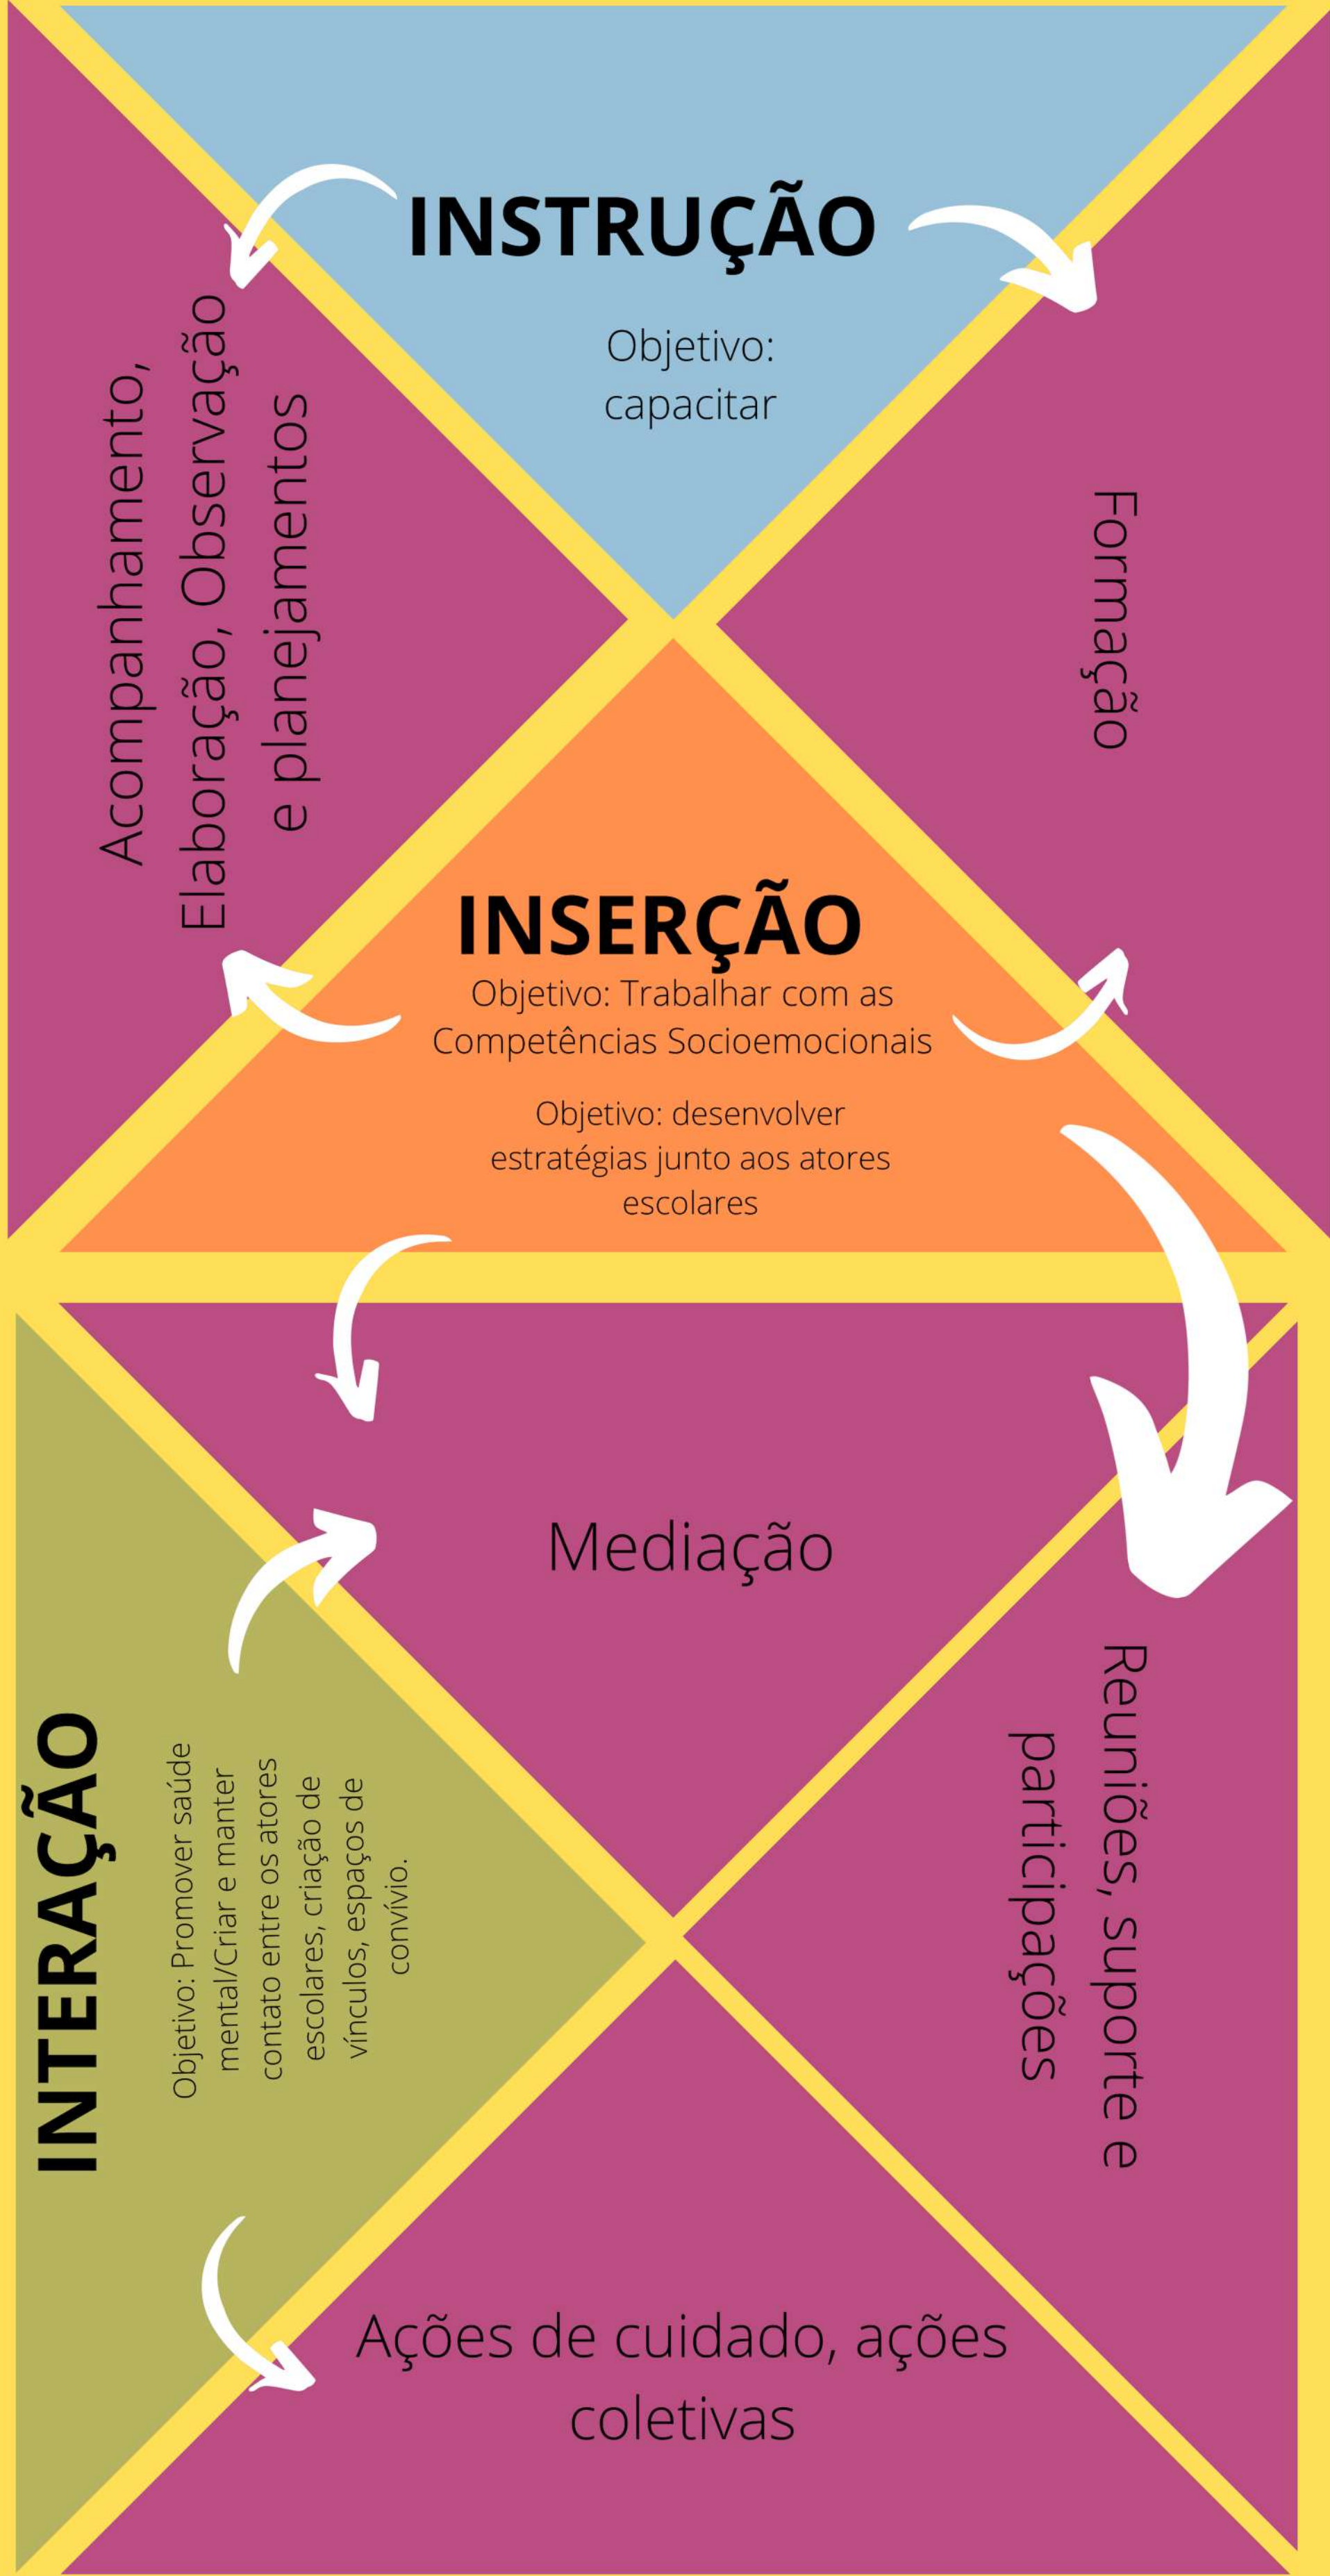 INSTRUÇÃO
Objetivo:
capacitar
Acompanhamento,
Elaboração, Observação
e planejamentos
Formação
INSERÇÃO
Objetivo: Trabalhar com as
Competências Socioemocionais
Objetivo: desenvolver
estratégias junto aos atores
escolares
Mediação
INTERAÇÃO
Objetivo: Promover saúde
mental/Criar e manter
contato entre os atores
escolares, criação de
vínculos, espaços de
convívio.
Reuniões, suporte e
participações
Ações de cuidado, ações
coletivas